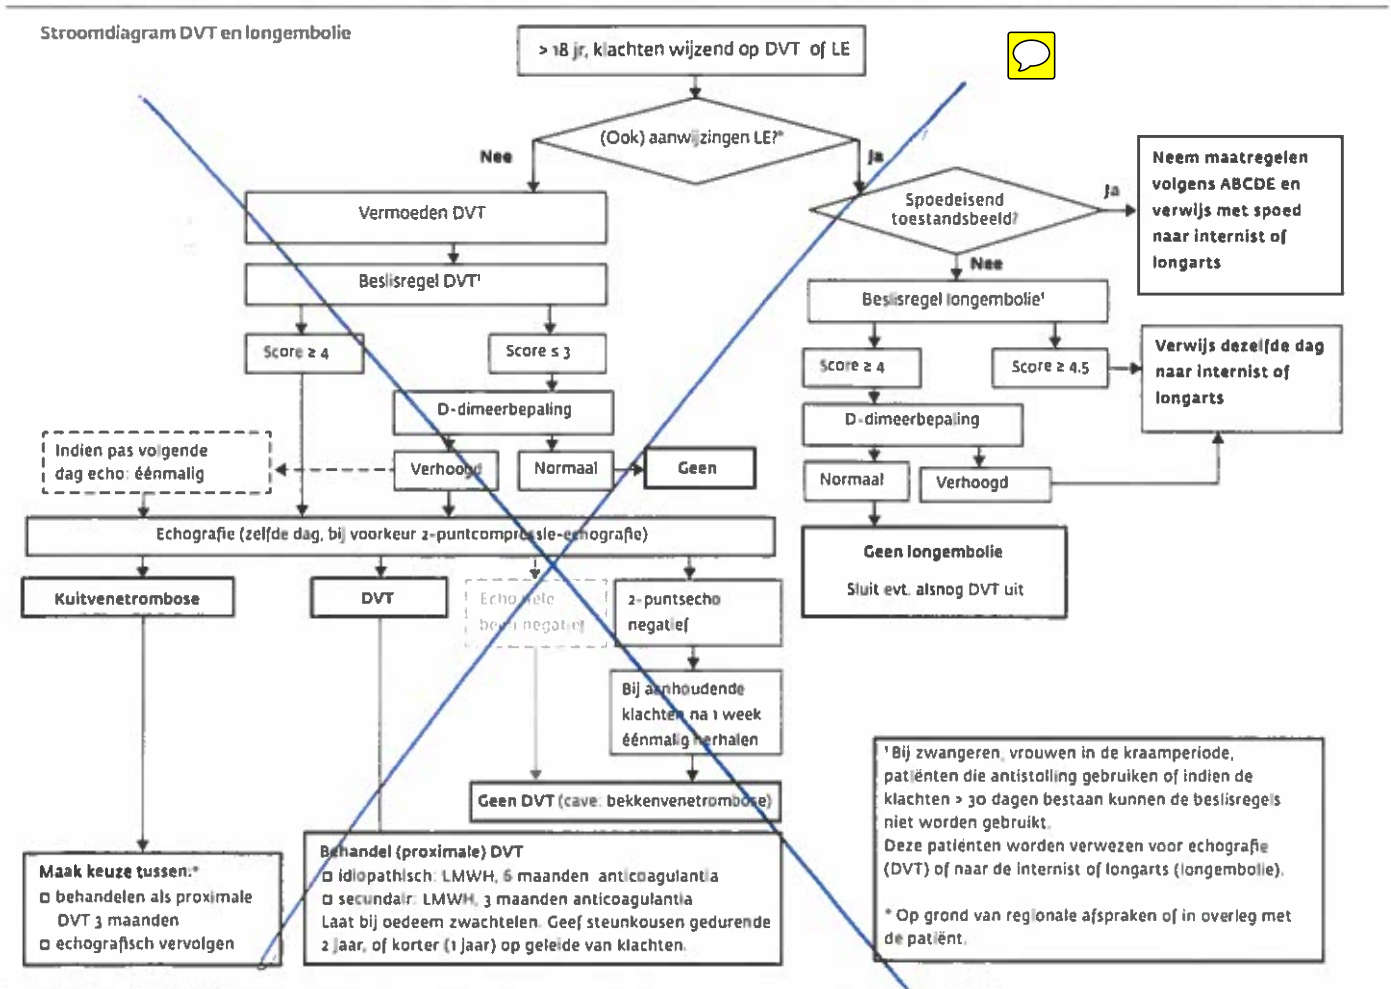 Stroomdiagram DVT en longembolie
> 18 jr, klachten wijzend op DVT of LE
(Ook) aanwijzingen LE?*
Nee
Ja
Vermoeden DVT
Beslisregel DVT¹
Score ≥ 4
Score ≤ 3
D-dimeerbepaling
Indien pas volgende
dag echo: éénmalig
Verhoogd
Normaal
Geen
Echografie (zelfde dag, bij voorkeur 2-puntcompressie-echografie)
Kuitvenetrombose
DVT
Echo hele
been negatief
2-puntsecho
negatief
Bij aanhoudende
klachten na 1 week
éénmalig herhalen
Geen DVT (cave: bekkenvenetrombose)
Maak keuze tussen:*
□ behandelen als proximale
DVT 3 maanden
□ echografisch vervolgen
Behandel (proximale) DVT
□ idiopathisch: LMWH, 6 maanden anticoagulantia
□ secundair: LMWH, 3 maanden anticoagulantia
Laat bij oedeem zwachtelen. Geef steunkousen gedurende
2 jaar, of korter (1 jaar) op geleide van klachten.
Spoedeisend
toestandsbeeld?
Ja
Nee
Neem maatregelen
volgens ABCDE en
verwijs met spoed
naar internist of
longarts
Beslisregel longembolie¹
Score ≥ 4
Score ≥ 4.5
Verwijs dezelfde dag
naar internist of
longarts
D-dimeerbepaling
Normaal
Verhoogd
Geen longembolie
Sluit evt. alsnog DVT uit
¹ Bij zwangeren, vrouwen in de kraamperiode,
patiënten die antistolling gebruiken of indien de
klachten > 30 dagen bestaan kunnen de beslisregels
niet worden gebruikt.
Deze patiënten worden verwezen voor echografie
(DVT) of naar de internist of longarts (longembolie).
* Op grond van regionale afspraken of in overleg met
de patiënt.